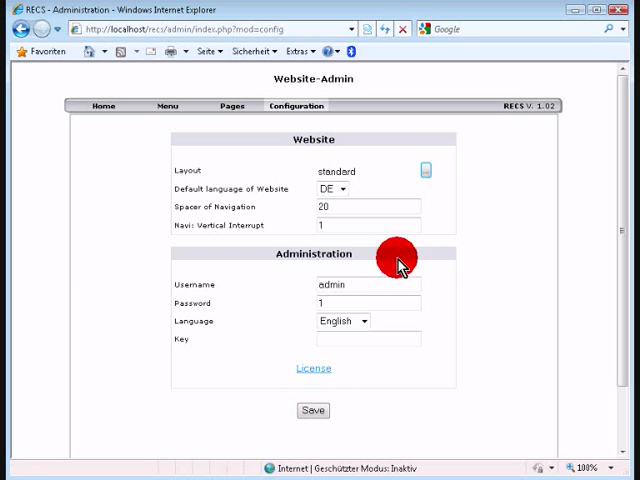 RECS - Administration - Windows Internet Explorer
http://localhost/recs/admin/index.php?mod=config
Google
Favoriten
Seite
Sicherheit
Extras
Website-Admin
Home Menu Pages Configuration RECS V. 1.02
Website
Layout standard ...
Default language of Website DE
Spacer of Navigation 20
Navi: Vertical Interrupt 1
Administration
Username admin
Password 1
Language English
Key
License
Save
Internet | Geschützter Modus: Inaktiv
100%